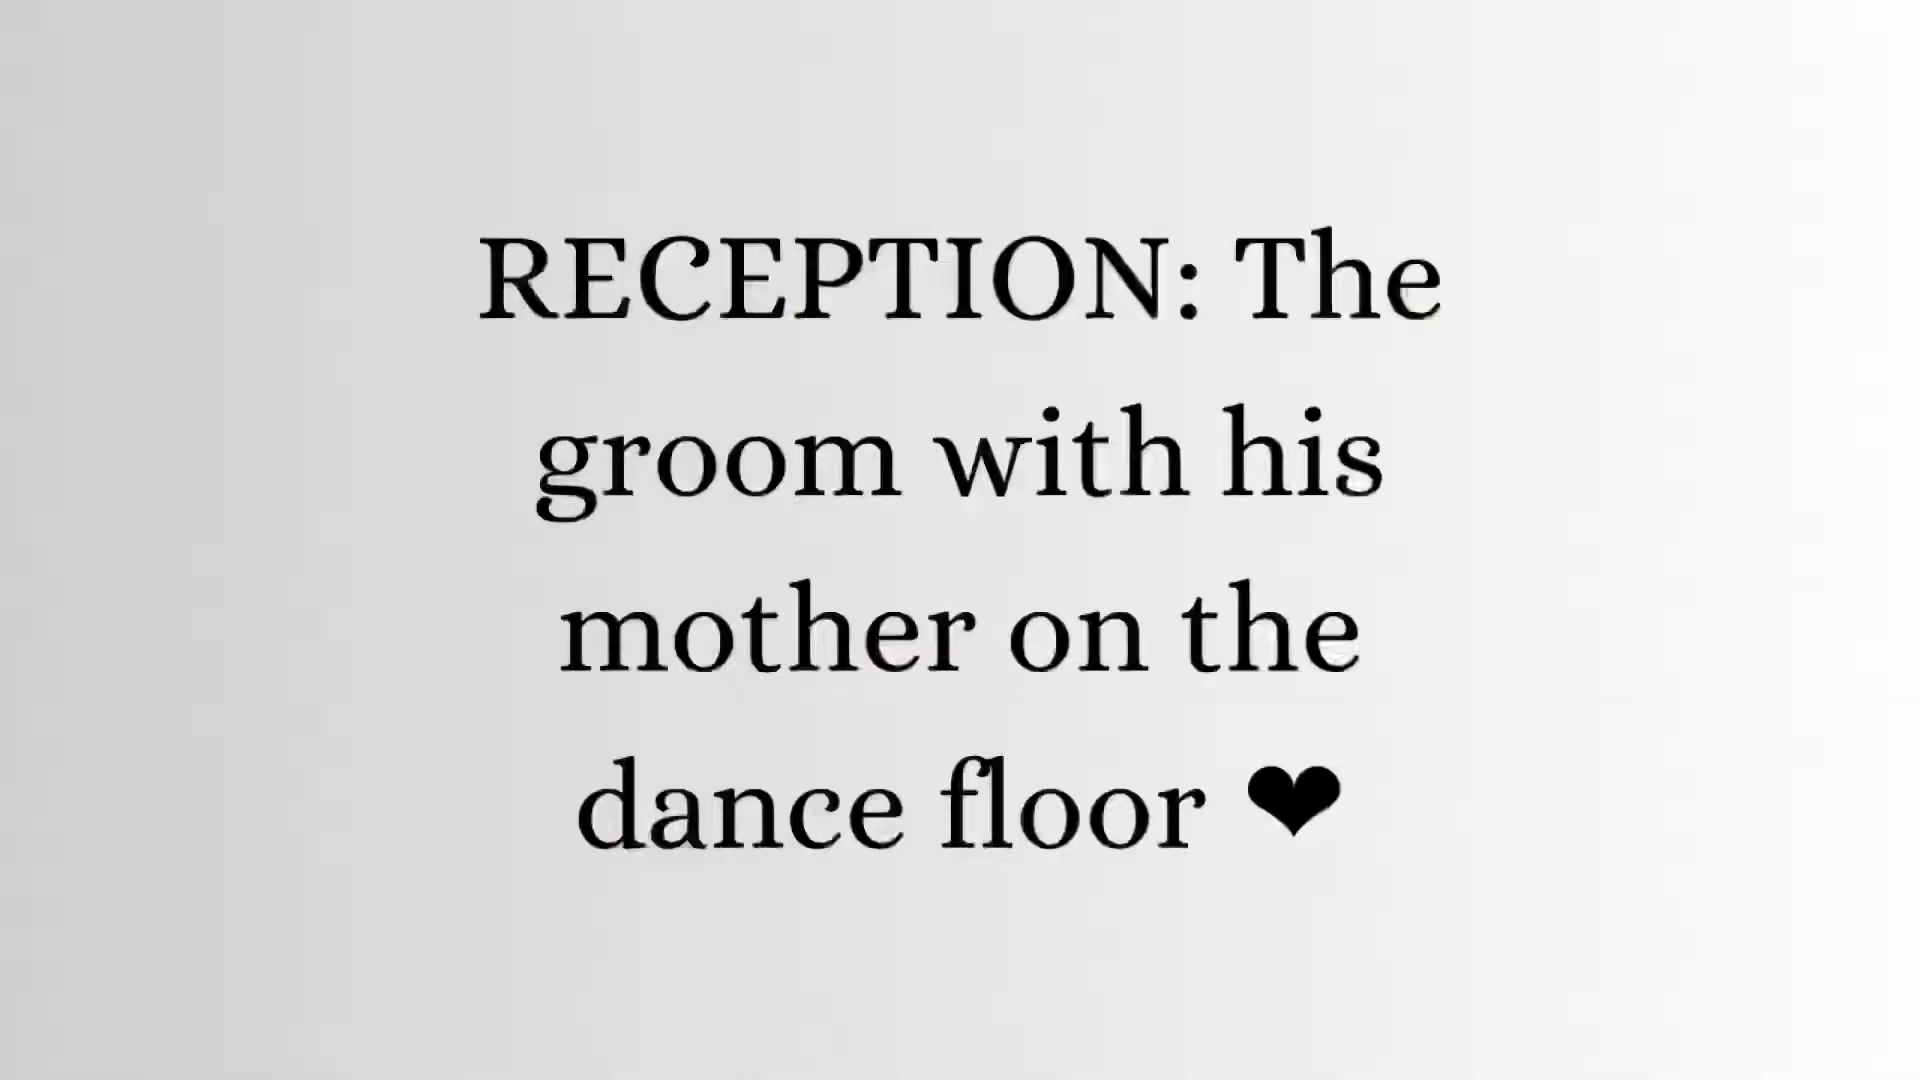 RECEPTION: The
groom with his
mother on the
dance floor ❤